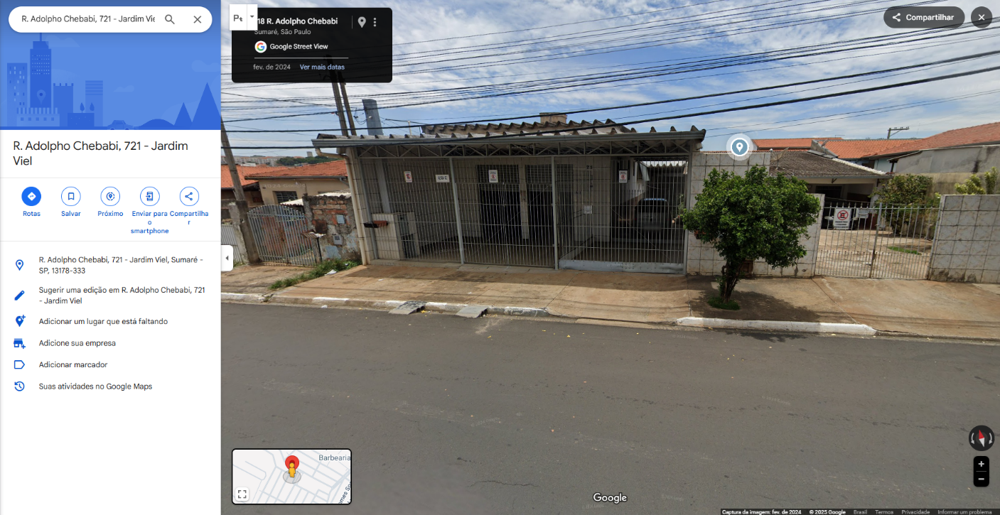 R. Adolpho Chebabi, 721 - Jardim Vie
R. Adolpho Chebabi, 721 - Jardim
Viel
Rotas
Salvar
Próximo
Enviar para
o
smartphone
Compartilha
r
R. Adolpho Chebabi, 721 - Jardim Viel, Sumaré -
SP, 13178-333
Sugerir uma edição em R. Adolpho Chebabi, 721
- Jardim Viel
Adicionar um lugar que está faltando
Adicione sua empresa
Adicionar marcador
Suas atividades no Google Maps
18 R. Adolpho Chebabi
Sumaré, São Paulo
Google Street View
fev. de 2024 Ver mais datas
Compartilhar
Barbearia
Google
Captura da imagem: fev. de 2024 © 2025 Google Brasil Termos Privacidade Informar um problema